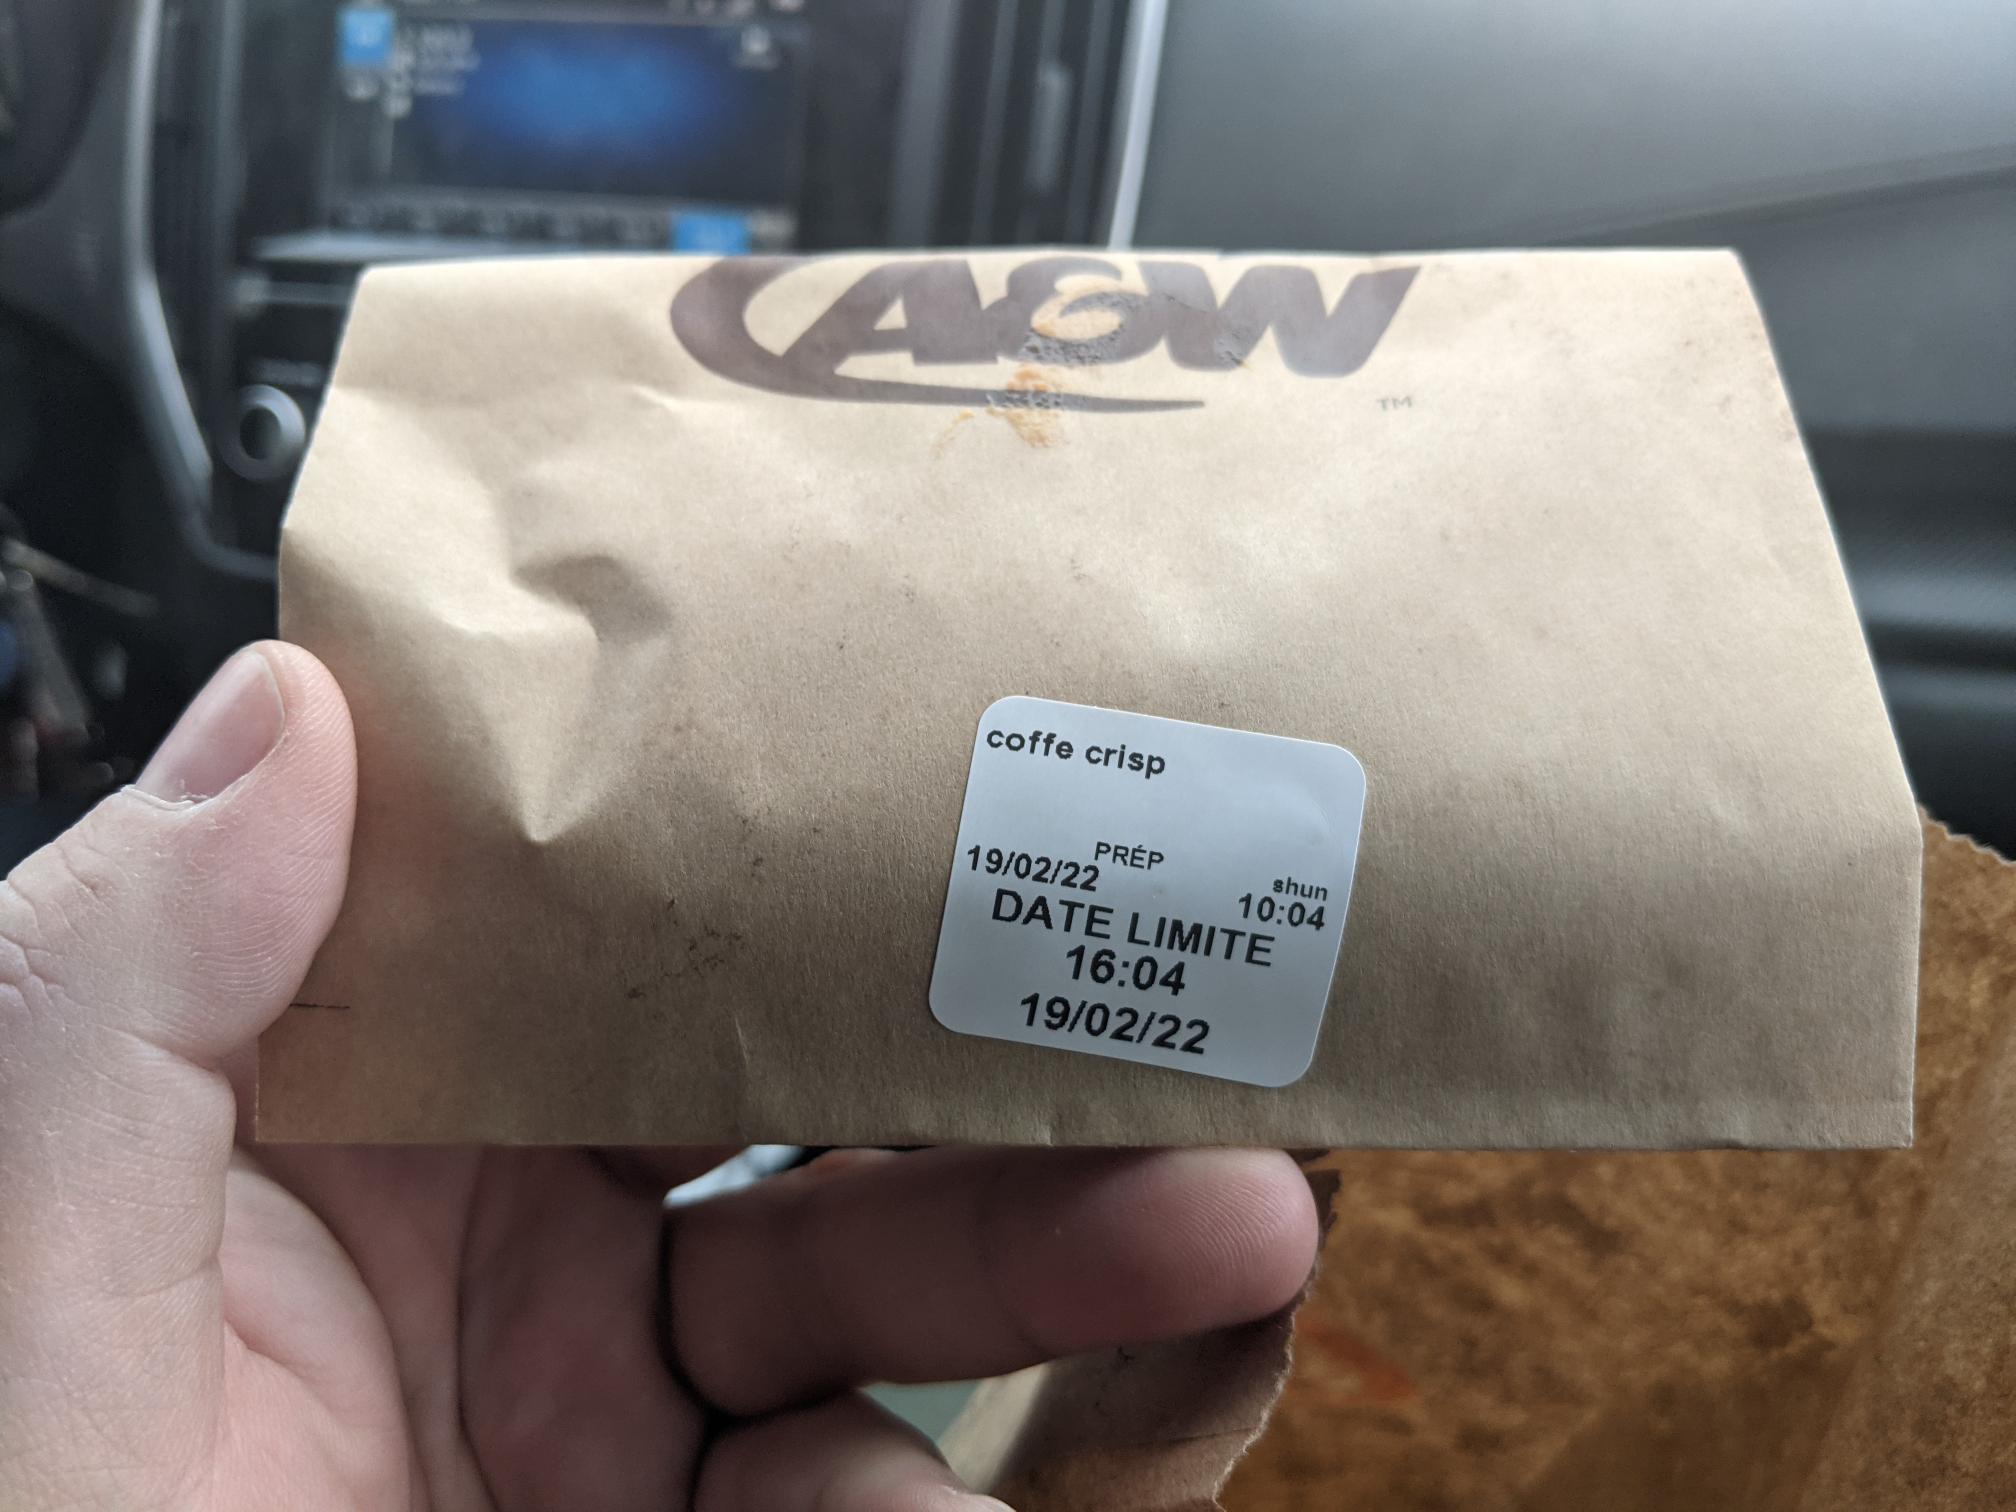 A&W
TM
coffe crisp
PRÉP
19/02/22
shun
10:04
DATE LIMITE
16:04
19/02/22